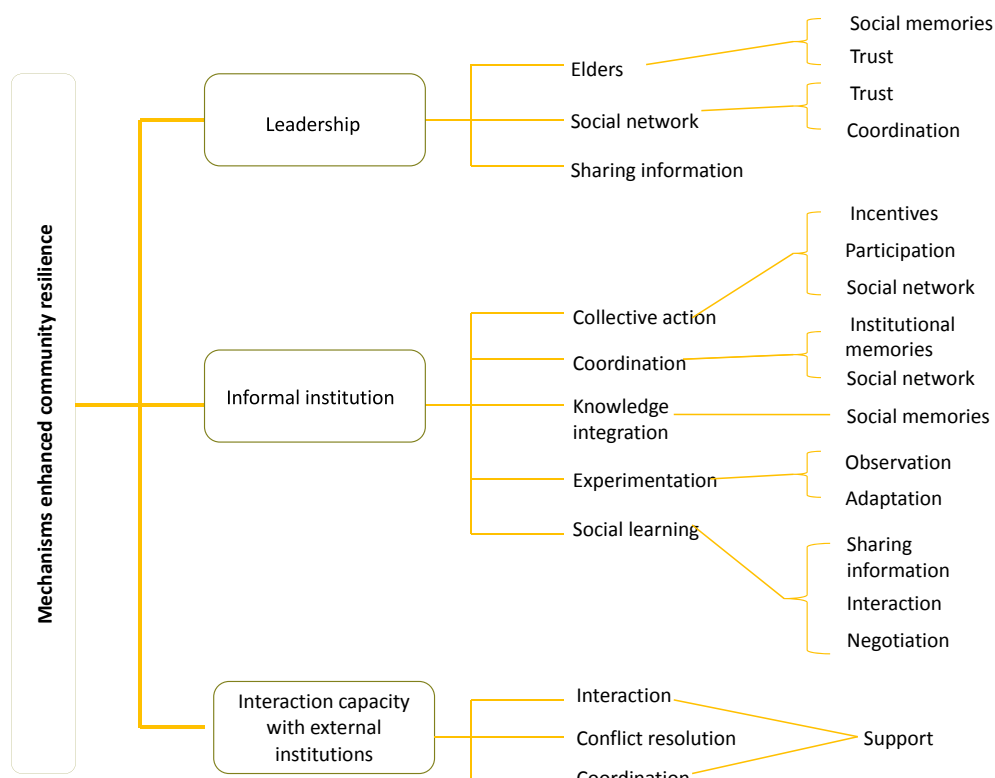 Mechanisms enhanced community resilience
Leadership
Elders
Social memories
Trust
Social network
Trust
Coordination
Sharing information
Informal institution
Collective action
Incentives
Participation
Social network
Coordination
Institutional
memories
Social network
Knowledge
integration
Social memories
Experimentation
Observation
Adaptation
Social learning
Sharing
information
Interaction
Negotiation
Interaction capacity
with external
institutions
Interaction
Conflict resolution
Coordination
Support